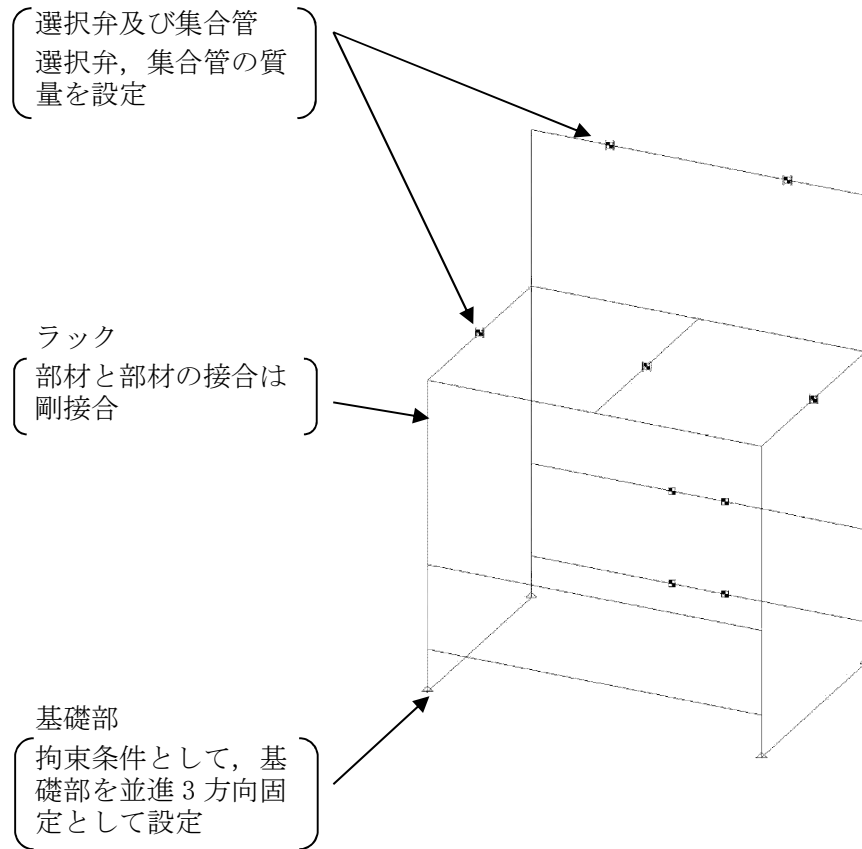 選択弁及び集合管
選択弁，集合管の質
量を設定
ラック
部材と部材の接合は
剛接合
基礎部
拘束条件として，基
礎部を並進 3 方向固
定として設定